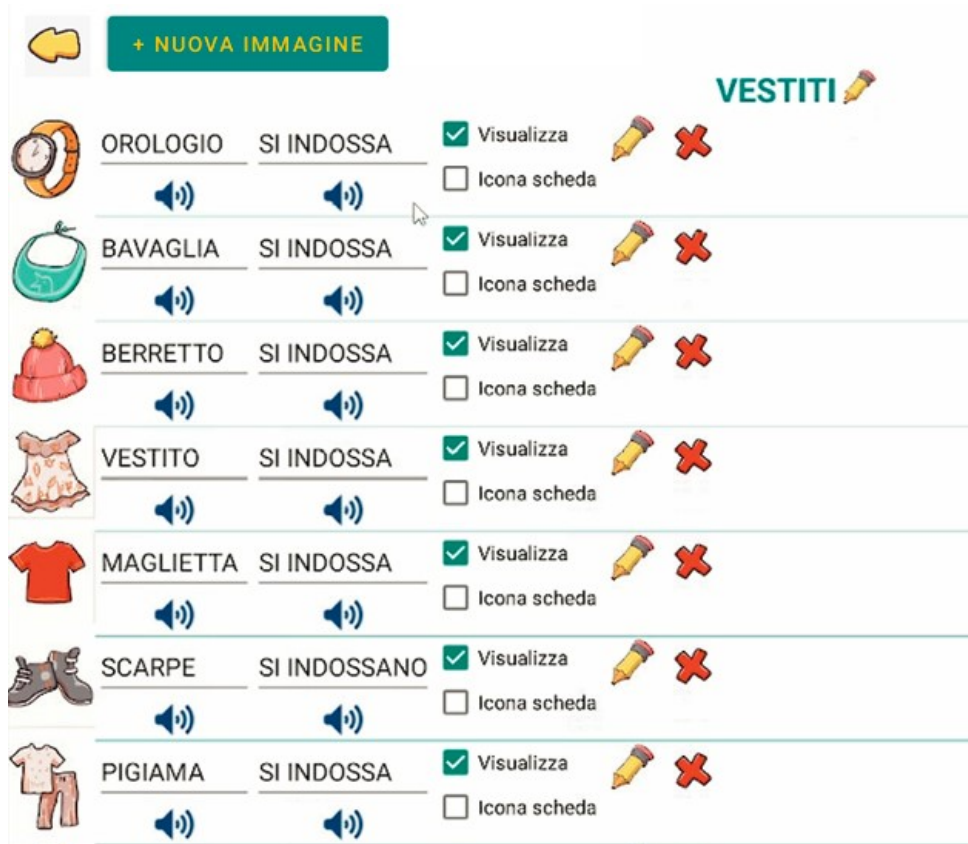 + NUOVA IMMAGINE
VESTITI
OROLOGIO SI INDOSSA Visualizza
Icona scheda
BAVAGLIA SI INDOSSA Visualizza
Icona scheda
BERRETTO SI INDOSSA Visualizza
Icona scheda
VESTITO SI INDOSSA Visualizza
Icona scheda
MAGLIETTA SI INDOSSA Visualizza
Icona scheda
SCARPE SI INDOSSANO Visualizza
Icona scheda
PIGIAMA SI INDOSSA Visualizza
Icona scheda